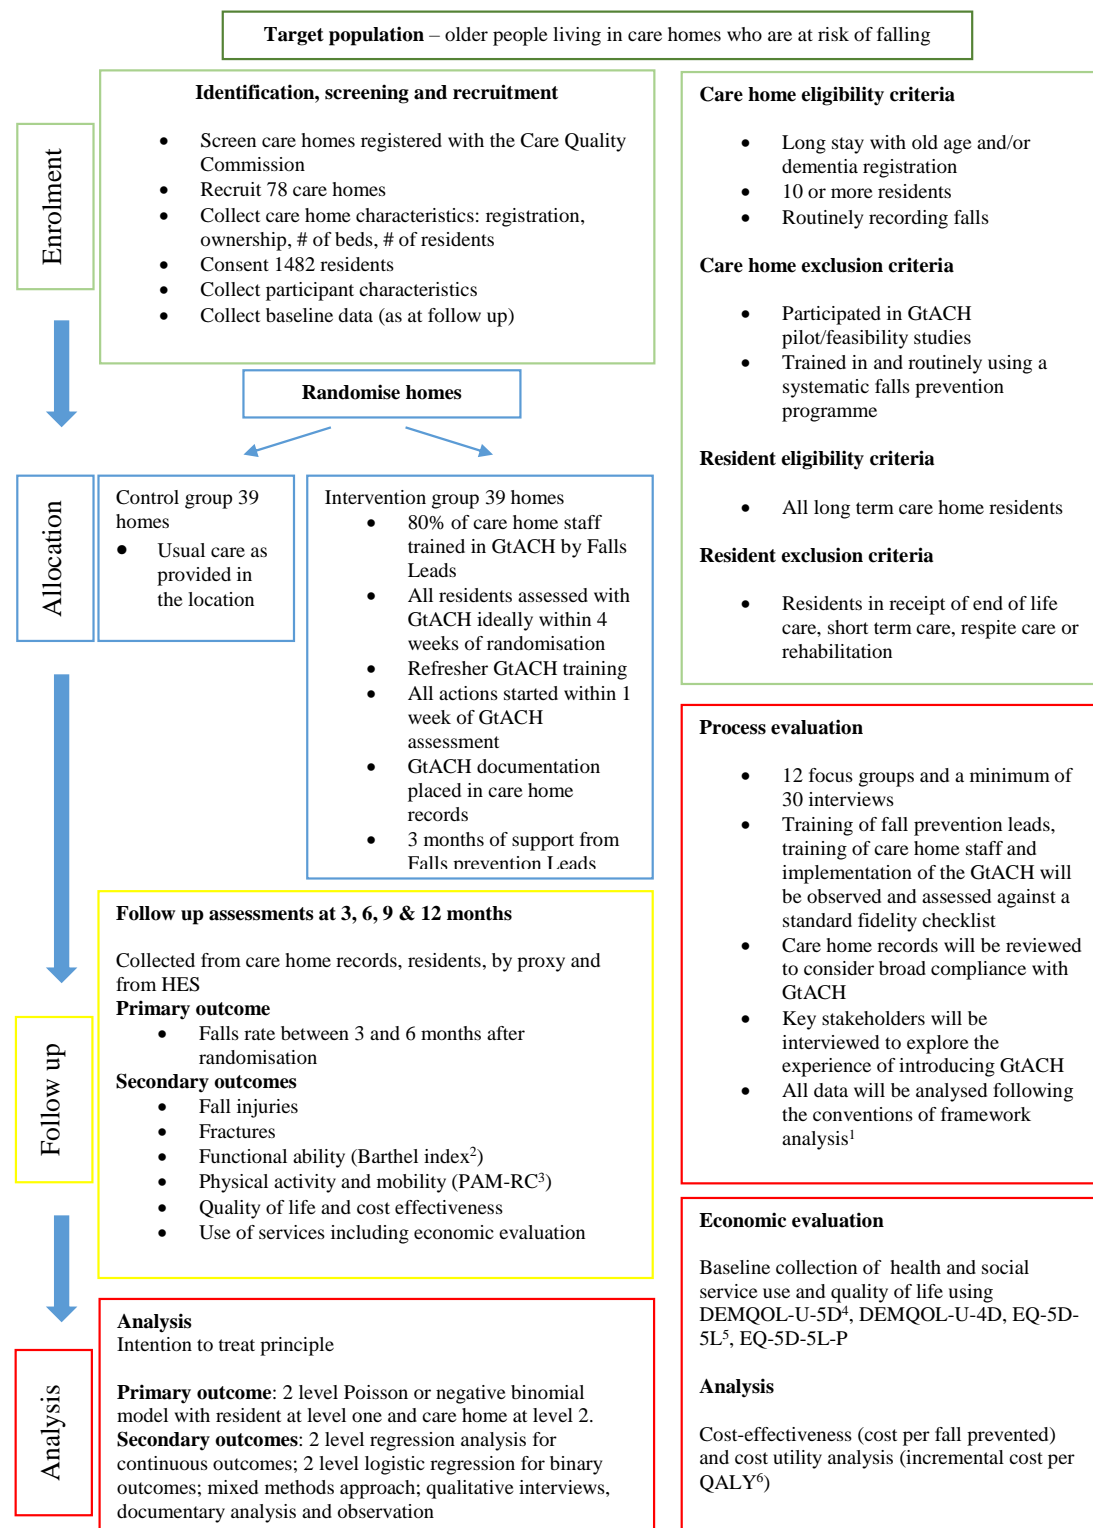 Target population – older people living in care homes who are at risk of falling
Enrolment
Identification, screening and recruitment
• Screen care homes registered with the Care Quality
Commission
• Recruit 78 care homes
• Collect care home characteristics: registration,
ownership, # of beds, # of residents
• Consent 1482 residents
• Collect participant characteristics
• Collect baseline data (as at follow up)
Care home eligibility criteria
• Long stay with old age and/or
dementia registration
• 10 or more residents
• Routinely recording falls
Care home exclusion criteria
• Participated in GtACH
pilot/feasibility studies
• Trained in and routinely using a
systematic falls prevention
programme
Resident eligibility criteria
• All long term care home residents
Resident exclusion criteria
• Residents in receipt of end of life
care, short term care, respite care or
rehabilitation
Randomise homes
Allocation
Control group 39
homes
• Usual care as
provided in
the location
Intervention group 39 homes
• 80% of care home staff
trained in GtACH by Falls
Leads
• All residents assessed with
GtACH ideally within 4
weeks of randomisation
• Refresher GtACH training
• All actions started within 1
week of GtACH
assessment
• GtACH documentation
placed in care home
records
• 3 months of support from
Falls prevention Leads
Process evaluation
• 12 focus groups and a minimum of
30 interviews
• Training of fall prevention leads,
training of care home staff and
implementation of the GtACH will
be observed and assessed against a
standard fidelity checklist
• Care home records will be reviewed
to consider broad compliance with
GtACH
• Key stakeholders will be
interviewed to explore the
experience of introducing GtACH
• All data will be analysed following
the conventions of framework
analysis¹
Follow up
Follow up assessments at 3, 6, 9 & 12 months
Collected from care home records, residents, by proxy and
from HES
Primary outcome
• Falls rate between 3 and 6 months after
randomisation
Secondary outcomes
• Fall injuries
• Fractures
• Functional ability (Barthel index²)
• Physical activity and mobility (PAM-RC³)
• Quality of life and cost effectiveness
• Use of services including economic evaluation
Economic evaluation
Baseline collection of health and social
service use and quality of life using
DEMQOL-U-5D⁴, DEMQOL-U-4D, EQ-5D-
5L⁵, EQ-5D-5L-P
Analysis
Cost-effectiveness (cost per fall prevented)
and cost utility analysis (incremental cost per
QALY⁶)
Analysis
Analysis
Intention to treat principle
Primary outcome: 2 level Poisson or negative binomial
model with resident at level one and care home at level 2.
Secondary outcomes: 2 level regression analysis for
continuous outcomes; 2 level logistic regression for binary
outcomes; mixed methods approach; qualitative interviews,
documentary analysis and observation